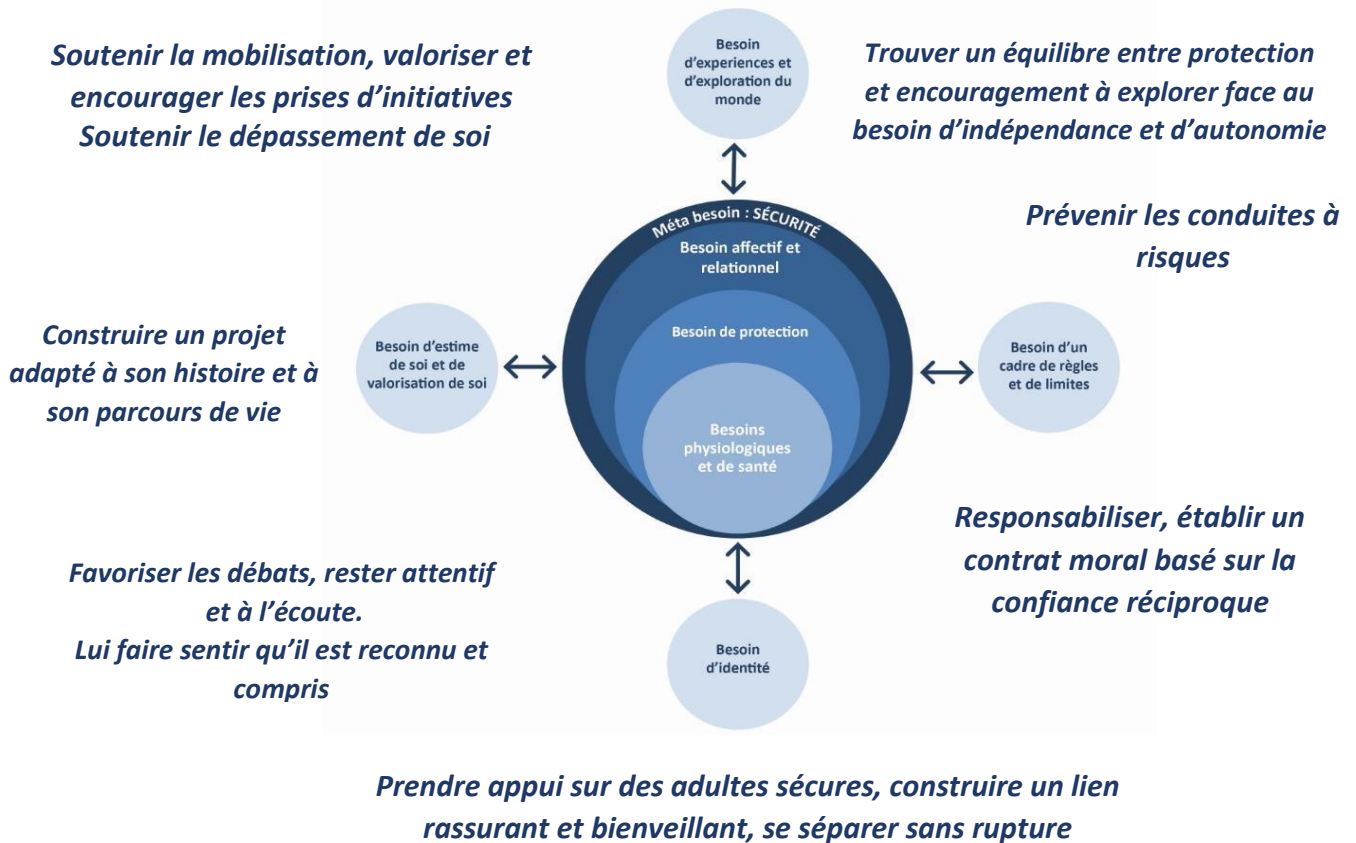 Soutenir la mobilisation, valoriser et
encourager les prises d’initiatives
Soutenir le dépassement de soi
Besoin
d’experiences et
d’exploration du
monde
Trouver un équilibre entre protection
et encouragement à explorer face au
besoin d’indépendance et d’autonomie
Prévenir les conduites à
risques
Méta besoin : SÉCURITÉ
Besoin affectif et
relationnel
Besoin de protection
Besoins
physiologiques
et de santé
Construire un projet
adapté à son histoire et à
son parcours de vie
Besoin d’estime
de soi et de
valorisation de soi
Besoin d’un
cadre de règles
et de limites
Responsabiliser, établir un
contrat moral basé sur la
confiance réciproque
Favoriser les débats, rester attentif
et à l’écoute.
Lui faire sentir qu’il est reconnu et
compris
Besoin
d’identité
Prendre appui sur des adultes sécures, construire un lien
rassurant et bienveillant, se séparer sans rupture